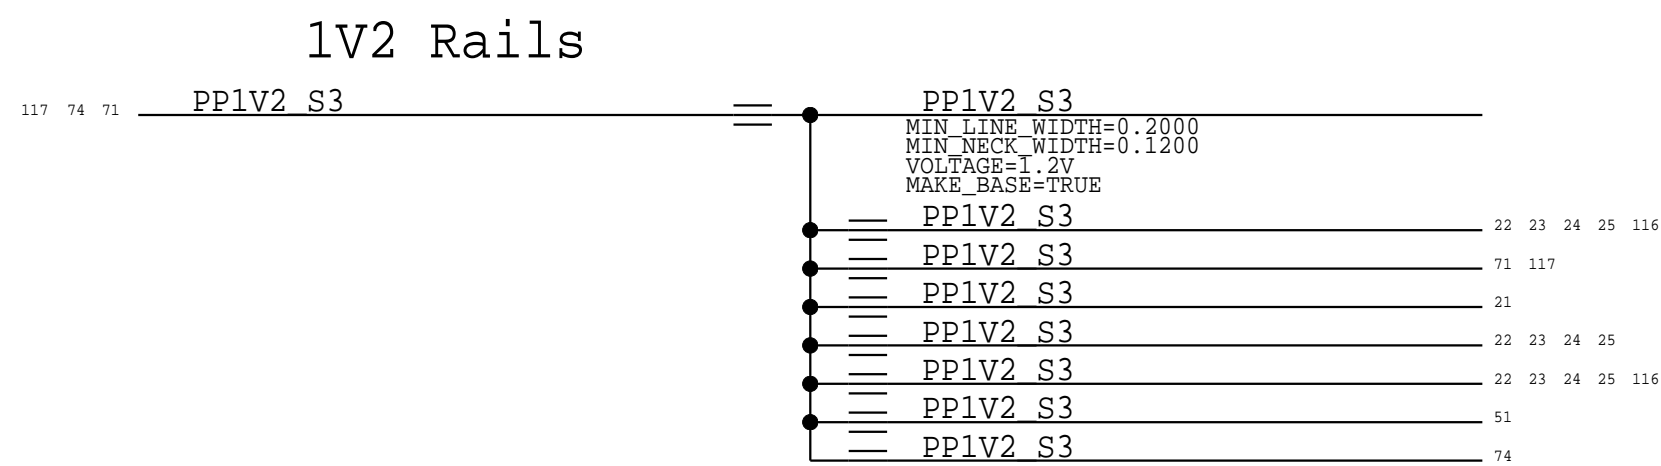 1V2 Rails
117 74 71 PP1V2_S3 PP1V2_S3
MIN_LINE_WIDTH=0.2000
MIN_NECK_WIDTH=0.1200
VOLTAGE=1.2V
MAKE_BASE=TRUE
PP1V2_S3 22 23 24 25 116
PP1V2_S3 71 117
PP1V2_S3 21
PP1V2_S3 22 23 24 25
PP1V2_S3 22 23 24 25 116
PP1V2_S3 51
PP1V2_S3 74